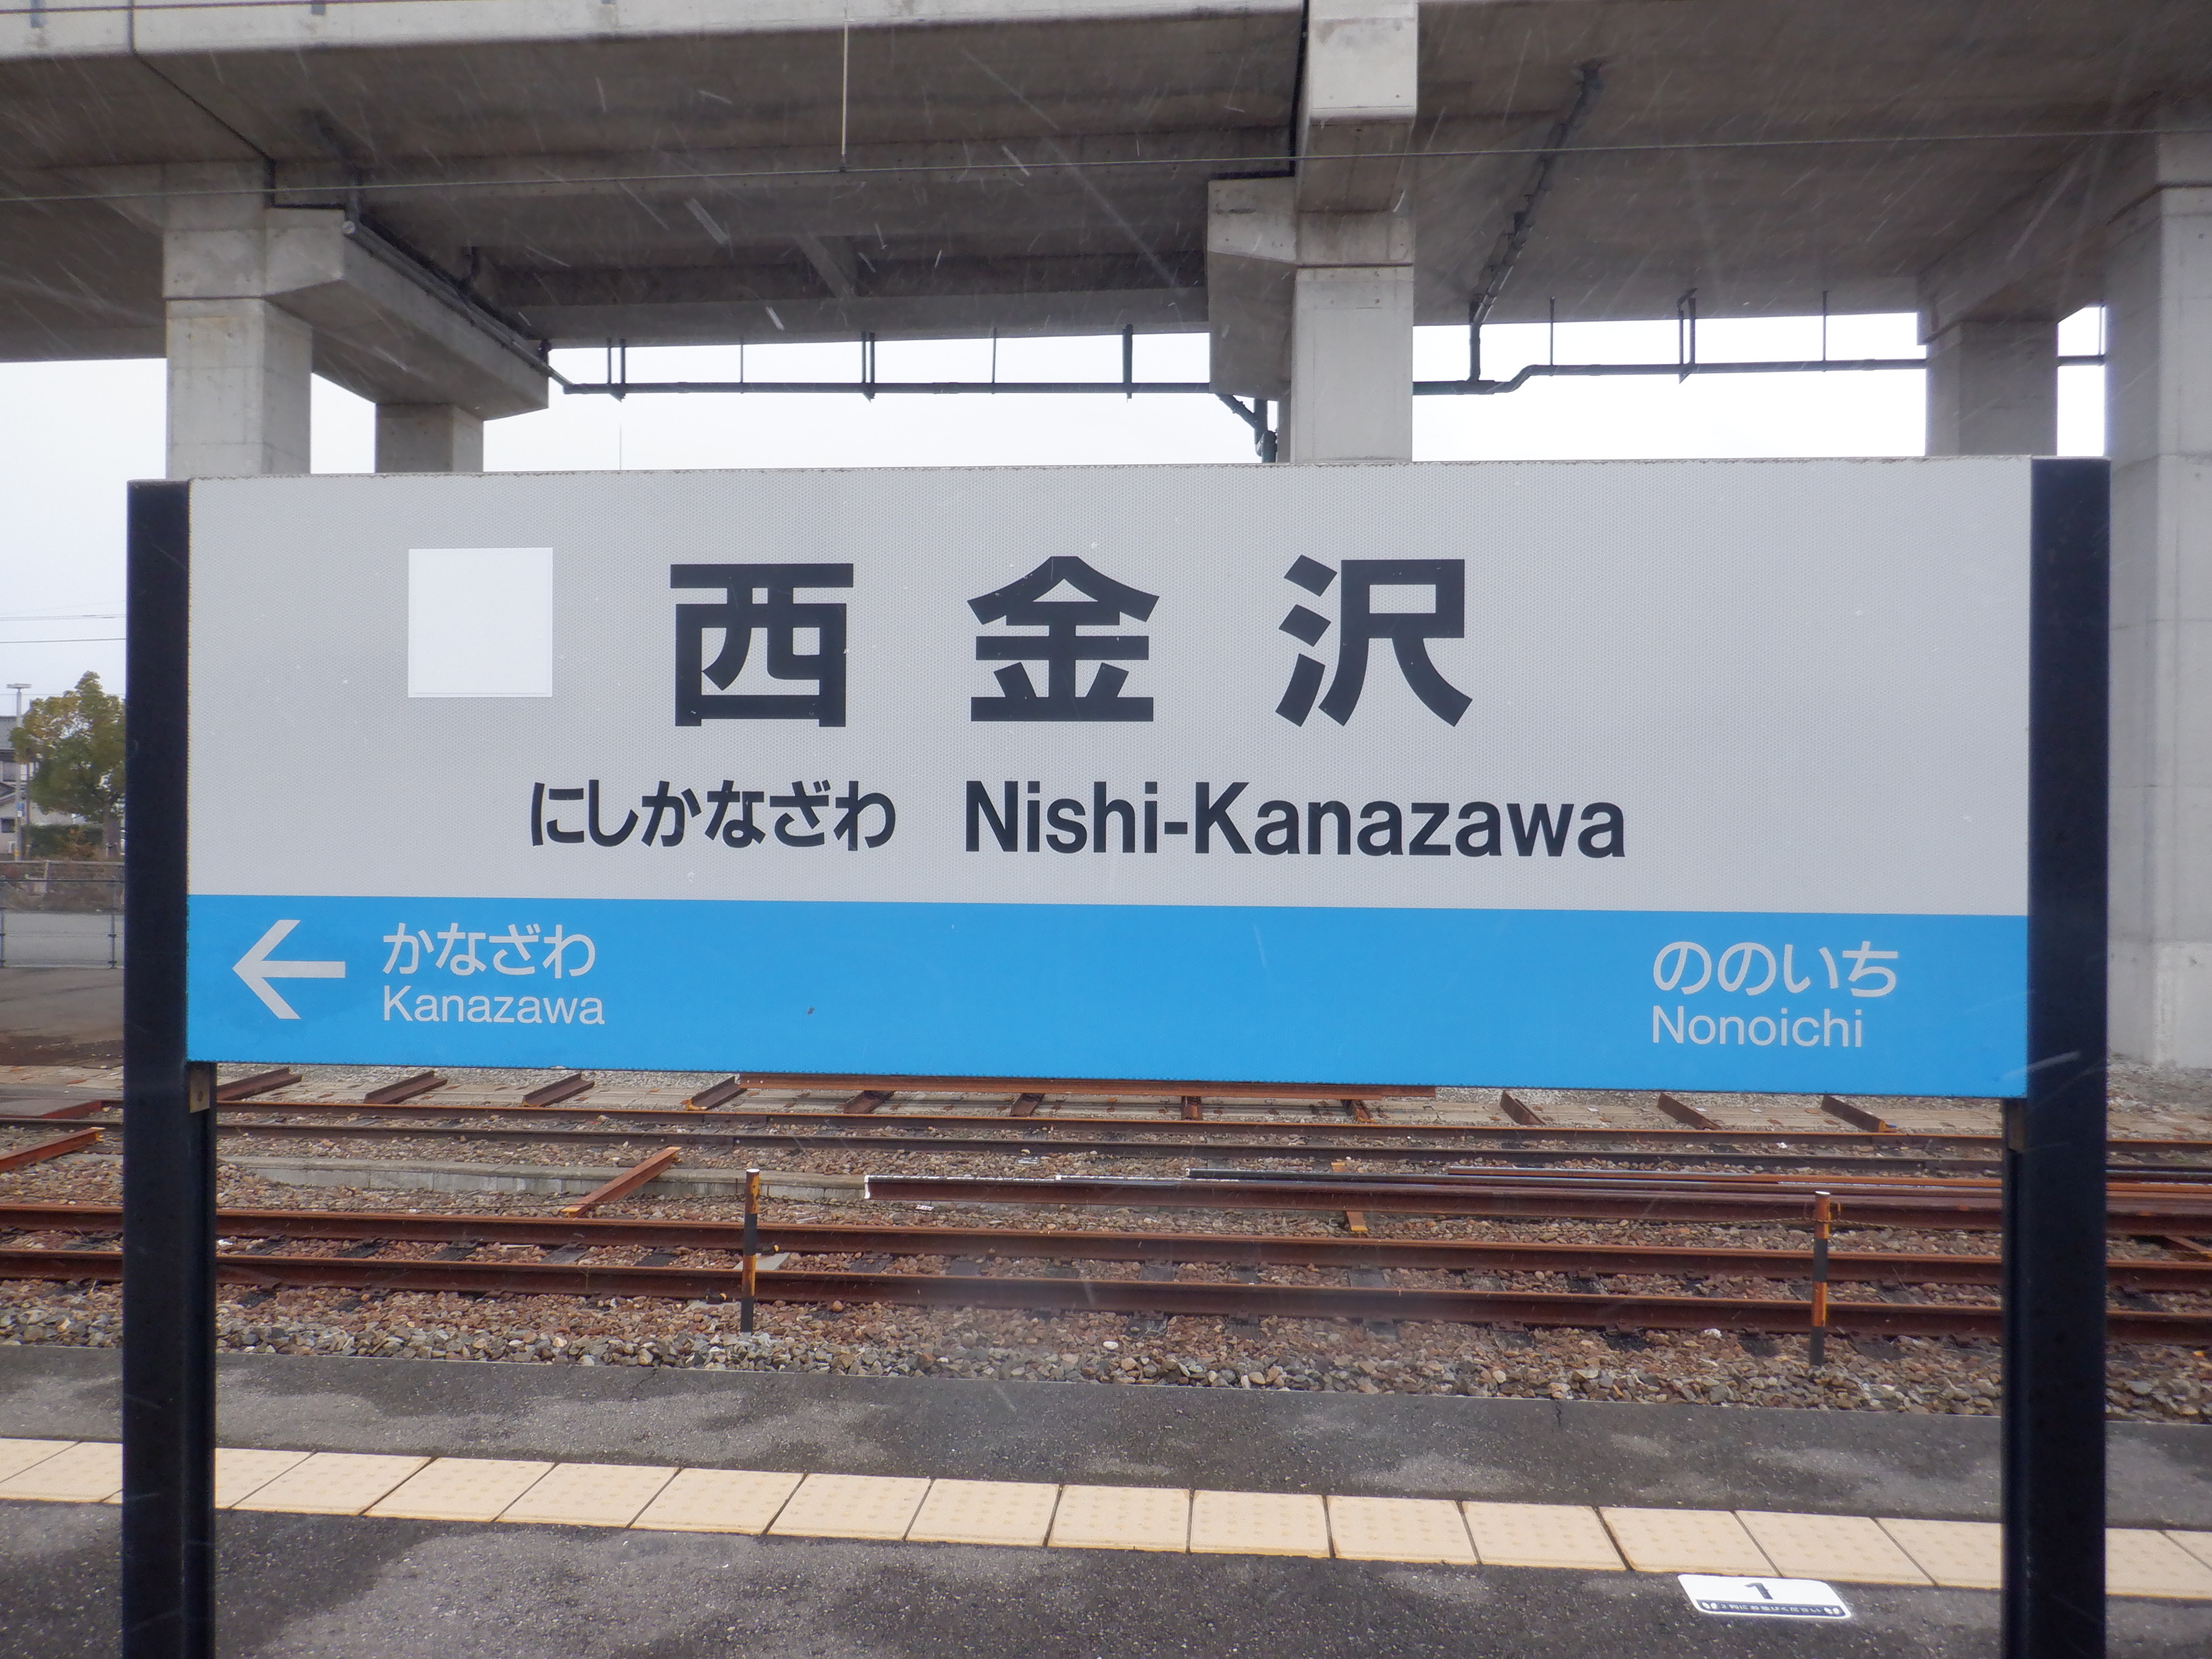 西金沢
にしかなざわ Nishi-Kanazawa
かなざわ
Kanazawa
ののいち
Nonoichi
1